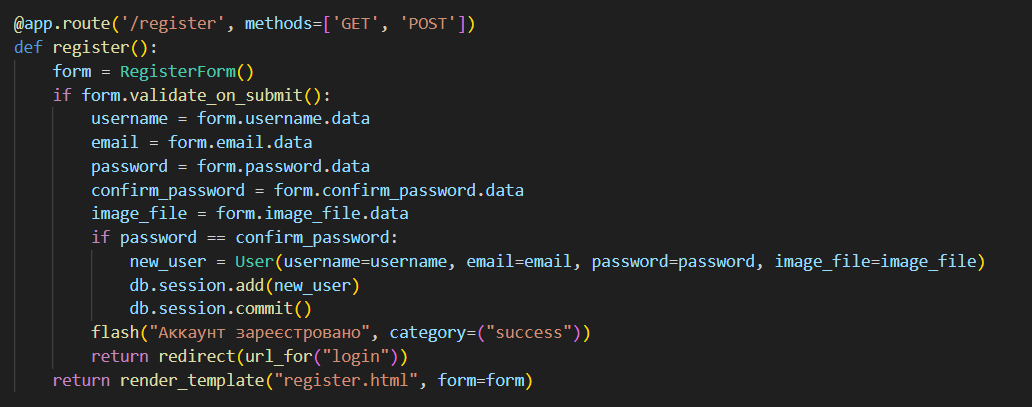 @app.route('/register', methods=['GET', 'POST'])
def register():
    form = RegisterForm()
    if form.validate_on_submit():
        username = form.username.data
        email = form.email.data
        password = form.password.data
        confirm_password = form.confirm_password.data
        image_file = form.image_file.data
        if password == confirm_password:
            new_user = User(username=username, email=email, password=password, image_file=image_file)
            db.session.add(new_user)
            db.session.commit()
        flash("Аккаунт зареестровано", category=("success"))
        return redirect(url_for("login"))
    return render_template("register.html", form=form)